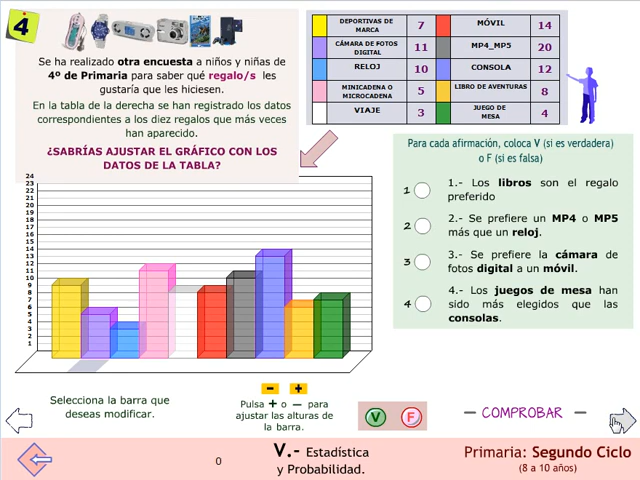 4
Se ha realizado otra encuesta a niños y niñas de
4º de Primaria para saber qué regalo/s les
gustaría que les hiciesen.
En la tabla de la derecha se han registrado los datos
correspondientes a los diez regalos que más veces
han aparecido.
¿SABRÍAS AJUSTAR EL GRÁFICO CON LOS
DATOS DE LA TABLA?
DEPORTIVAS DE
MARCA
7
MÓVIL
14
CÁMARA DE FOTOS
DIGITAL
11
MP4_MP5
20
RELOJ
10
CONSOLA
12
MINICADENA O
MICROCADENA
5
LIBRO DE AVENTURAS
8
VIAJE
3
JUEGO DE
MESA
4
Para cada afirmación, coloca V (si es verdadera)
o F (si es falsa)
1
1.- Los libros son el regalo
preferido
2
2.- Se prefiere un MP4 o MP5
más que un reloj.
3
3.- Se prefiere la cámara de
fotos digital a un móvil.
4
4.- Los juegos de mesa han
sido más elegidos que las
consolas.
24
23
22
21
20
19
18
17
16
15
14
13
12
11
10
9
8
7
6
5
4
3
2
1
Selecciona la barra que
deseas modificar.
- +
Pulsa + o — para
ajustar las alturas de
la barra.
V F
— COMPROBAR —
0
V.- Estadística
y Probabilidad.
Primaria: Segundo Ciclo
(8 a 10 años)